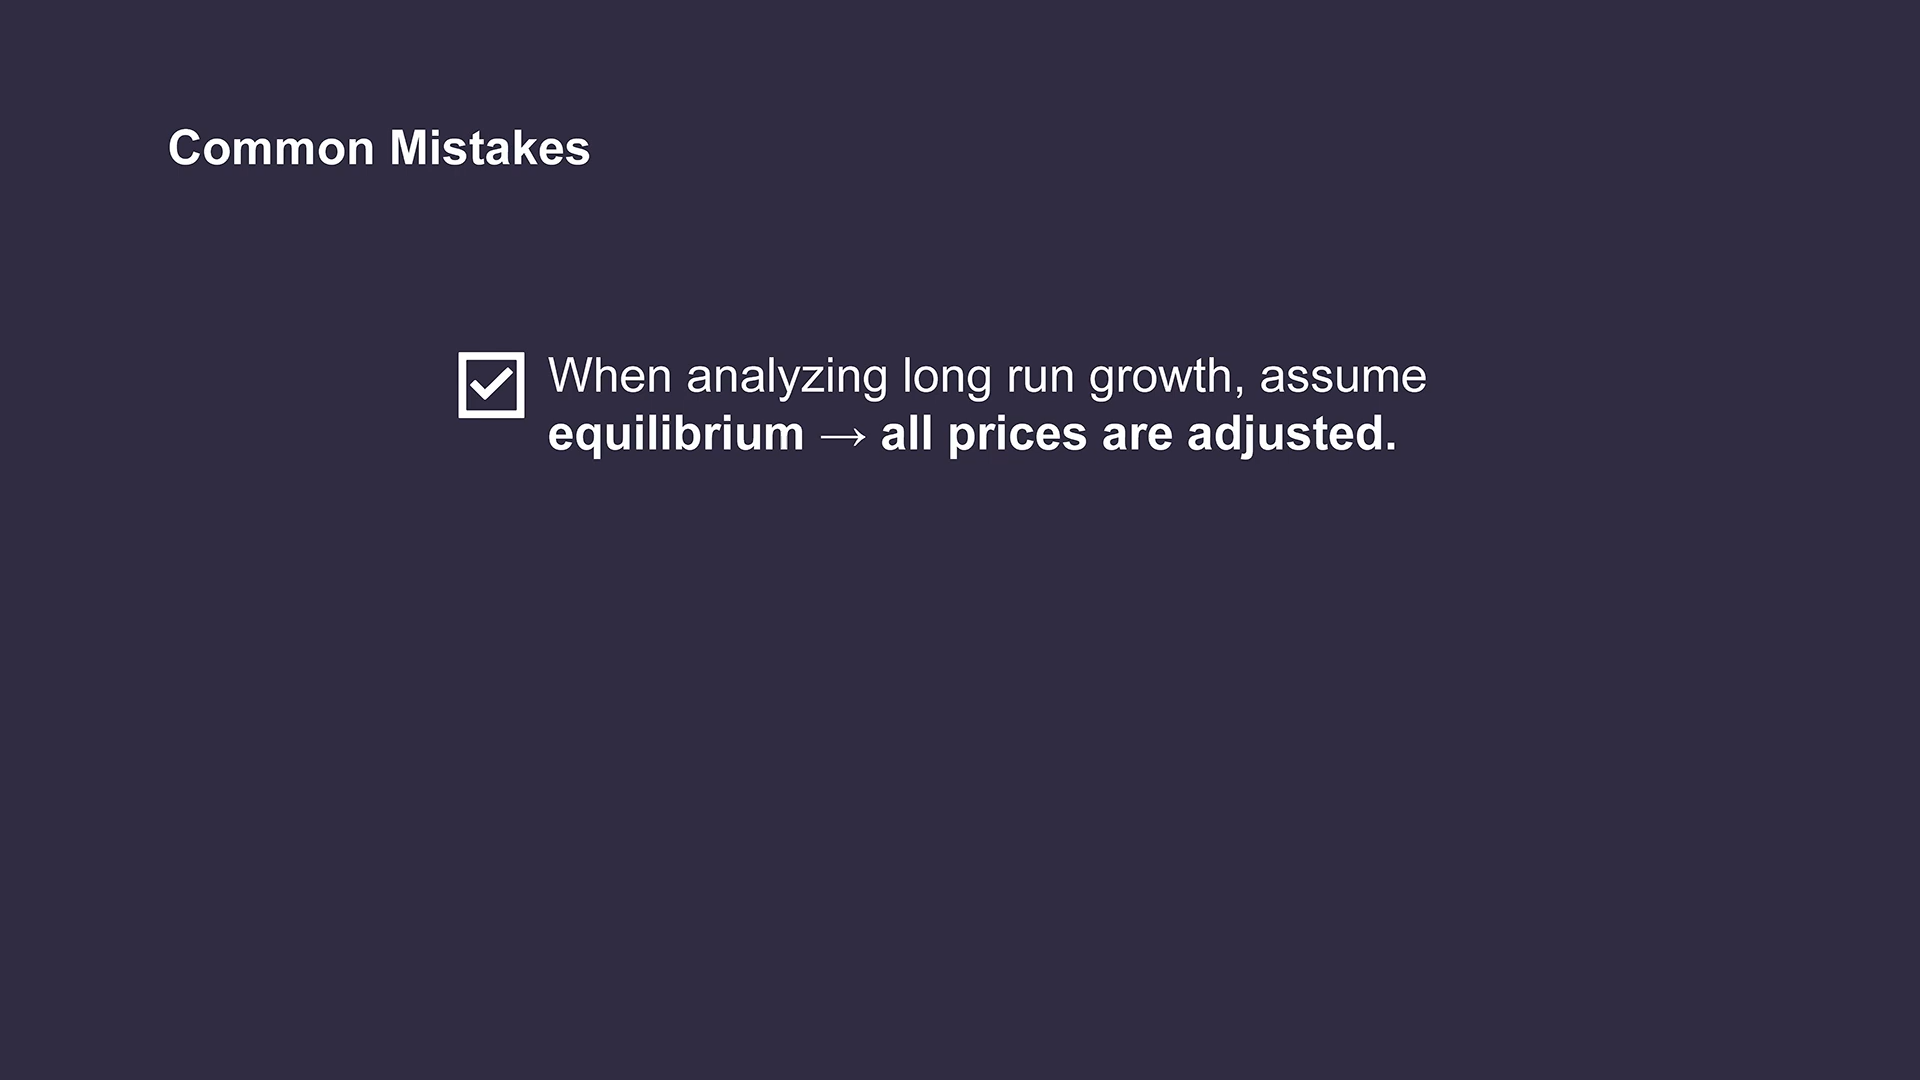 Common Mistakes
When analyzing long run growth, assume
equilibrium → all prices are adjusted.